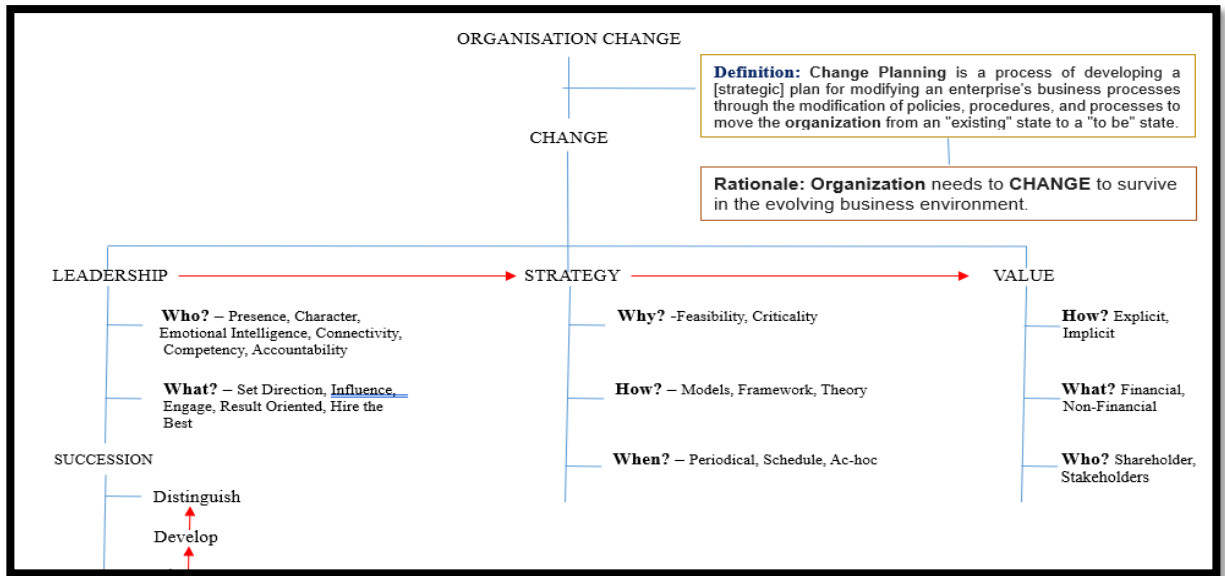 ORGANISATION CHANGE
Definition: Change Planning is a process of developing a
[strategic] plan for modifying an enterprise's business processes
through the modification of policies, procedures, and processes to
move the organization from an "existing" state to a "to be" state.
CHANGE
Rationale: Organization needs to CHANGE to survive
in the evolving business environment.
LEADERSHIP
STRATEGY
VALUE
Who? – Presence, Character,
Emotional Intelligence, Connectivity,
Competency, Accountability
Why? -Feasibility, Criticality
How? Explicit,
Implicit
What? – Set Direction, Influence,
Engage, Result Oriented, Hire the
Best
How? – Models, Framework, Theory
What? Financial,
Non-Financial
SUCCESSION
When? – Periodical, Schedule, Ac-hoc
Who? Shareholder,
Stakeholders
Distinguish
Develop